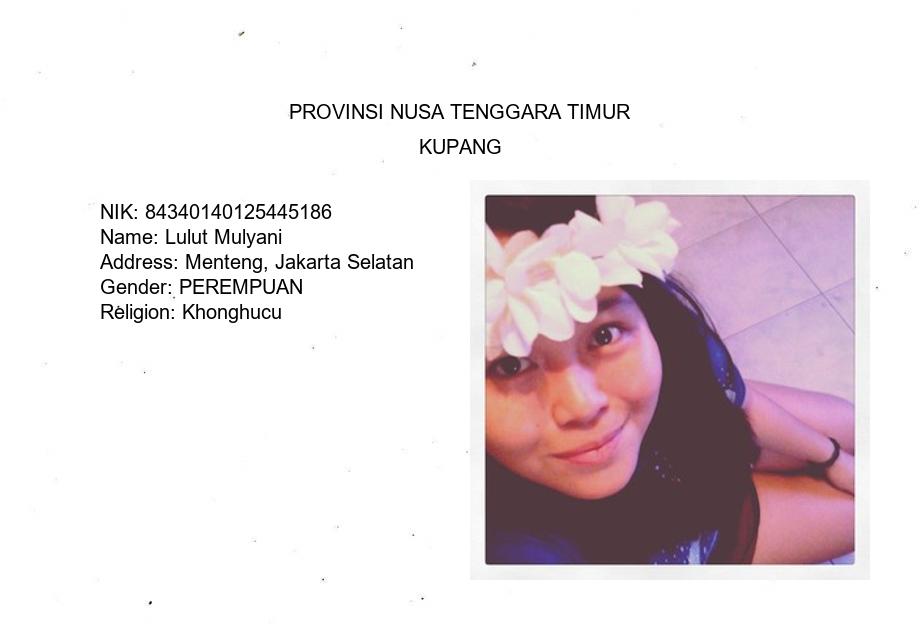 PROVINSI NUSA TENGGARA TIMUR
KUPANG
NIK: 84340140125445186
Name: Lulut Mulyani
Address: Menteng, Jakarta Selatan
Gender: PEREMPUAN
Religion: Khonghucu